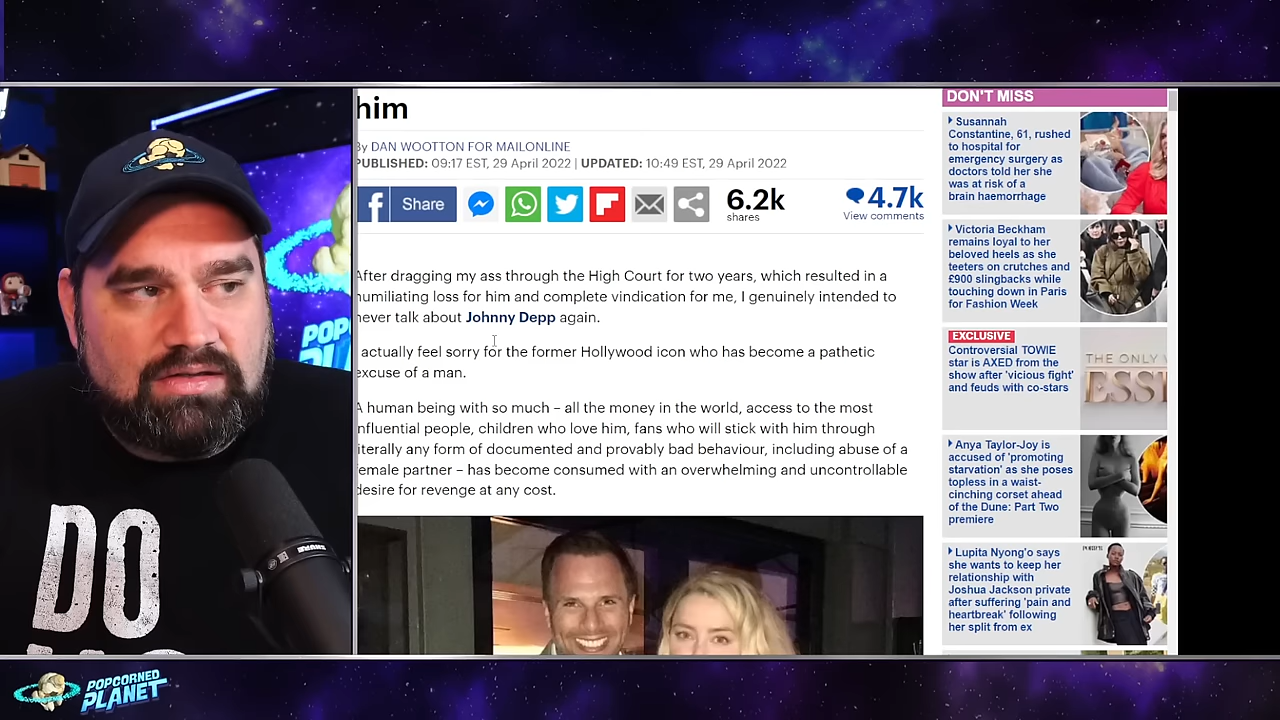 him
By DAN WOOTTON FOR MAILONLINE
PUBLISHED: 09:17 EST, 29 April 2022 | UPDATED: 10:49 EST, 29 April 2022
Share
6.2k
shares
4.7k
View comments
After dragging my ass through the High Court for two years, which resulted in a
humiliating loss for him and complete vindication for me, I genuinely intended to
never talk about Johnny Depp again.
I actually feel sorry for the former Hollywood icon who has become a pathetic
excuse of a man.
A human being with so much – all the money in the world, access to the most
influential people, children who love him, fans who will stick with him through
literally any form of documented and provably bad behaviour, including abuse of a
female partner – has become consumed with an overwhelming and uncontrollable
desire for revenge at any cost.
DON'T MISS
Susannah
Constantine, 61, rushed
to hospital for
emergency surgery as
doctors told her she
was at risk of a
brain haemorrhage
Victoria Beckham
remains loyal to her
beloved heels as she
teeters on crutches and
£900 slingbacks while
touching down in Paris
for Fashion Week
EXCLUSIVE
Controversial TOWIE
star is AXED from the
show after 'vicious fight'
and feuds with co-stars
THE ONLY W
ESSE
Anya Taylor-Joy is
accused of 'promoting
starvation' as she poses
topless in a waist-
cinching corset ahead
of the Dune: Part Two
premiere
Lupita Nyong'o says
she wants to keep her
relationship with
Joshua Jackson private
after suffering 'pain and
heartbreak' following
her split from ex
POP
PL
DO
POPCORNED
PLANET